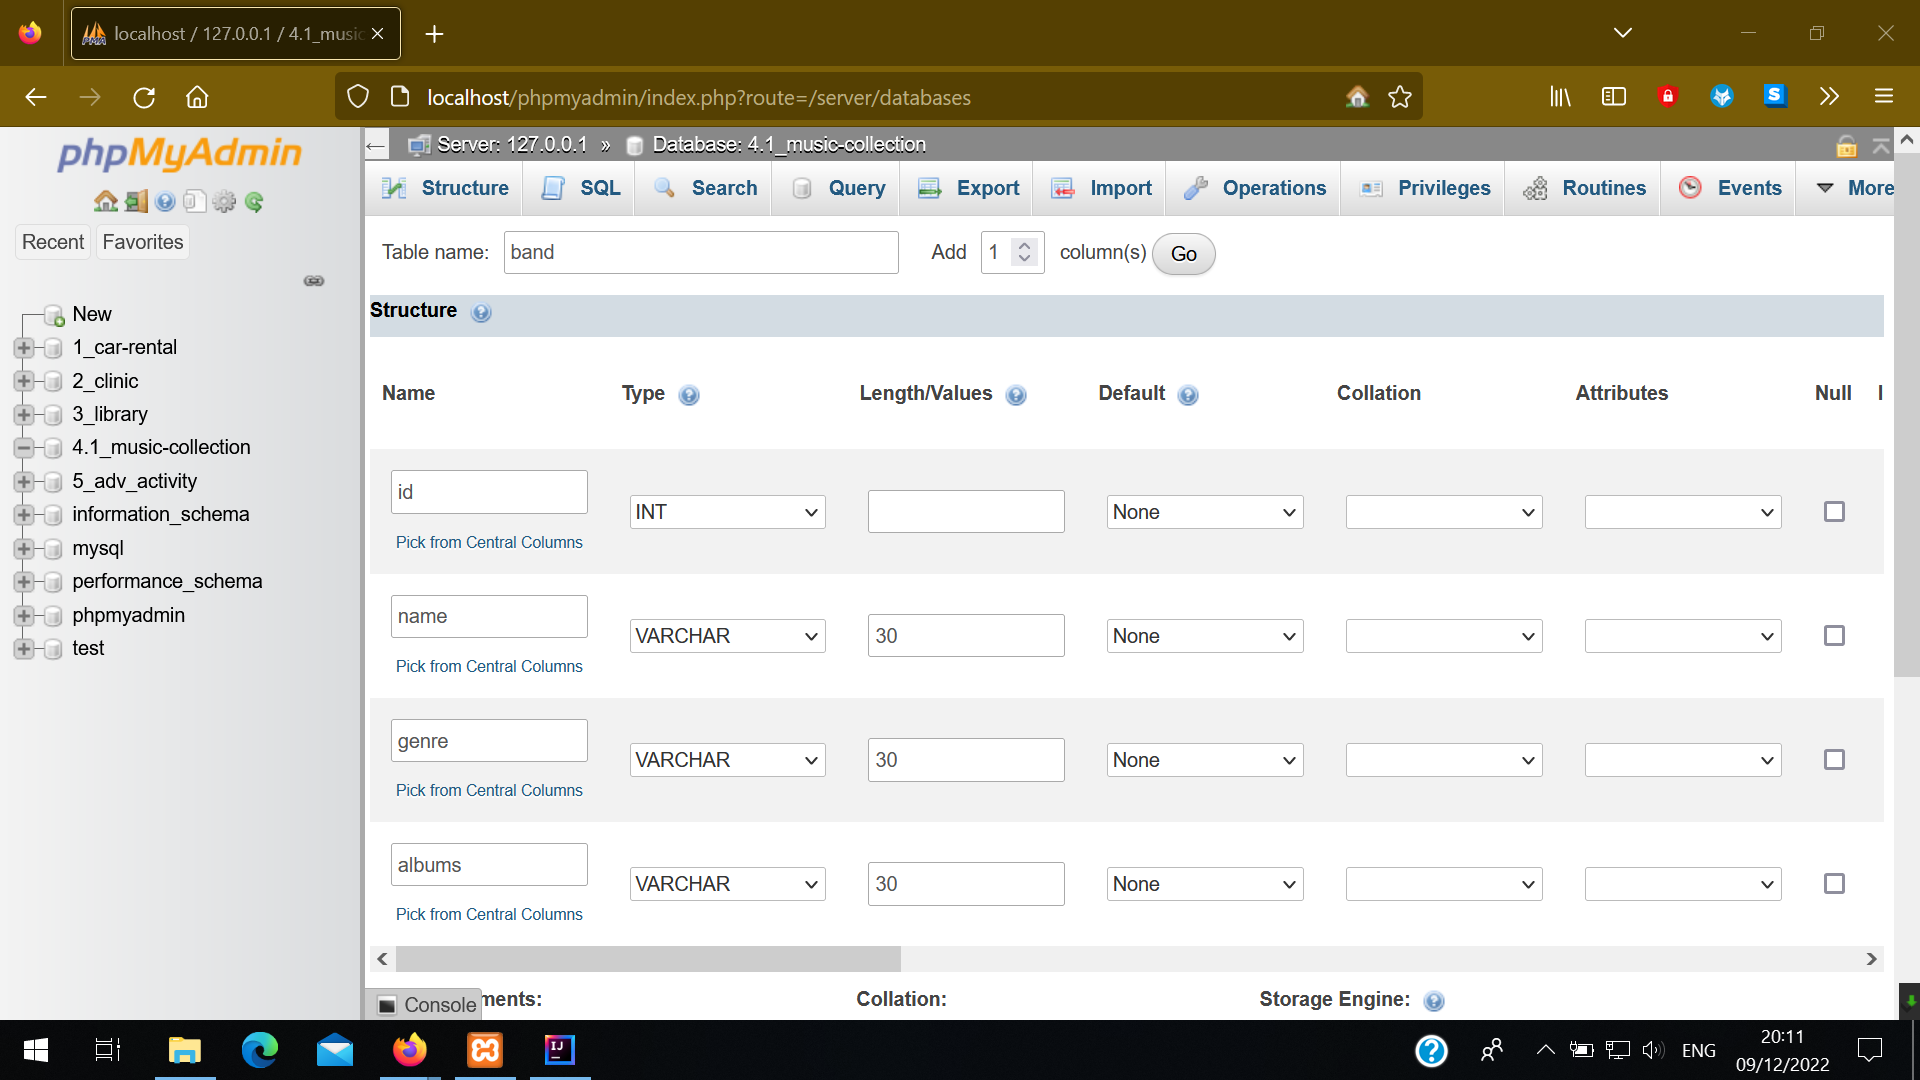 localhost / 127.0.0.1 / 4.1_music
localhost/phpmyadmin/index.php?route=/server/databases
phpMyAdmin
Recent Favorites
New
1_car-rental
2_clinic
3_library
4.1_music-collection
5_adv_activity
information_schema
mysql
performance_schema
phpmyadmin
test
Server: 127.0.0.1 » Database: 4.1_music-collection
Structure SQL Search Query Export Import Operations Privileges Routines Events More
Table name: band Add 1 column(s) Go
Structure
Name Type Length/Values Default Collation Attributes Null I
id INT None
Pick from Central Columns
name VARCHAR 30 None
Pick from Central Columns
genre VARCHAR 30 None
Pick from Central Columns
albums VARCHAR 30 None
Pick from Central Columns
Console ments: Collation: Storage Engine:
ENG
20:11
09/12/2022